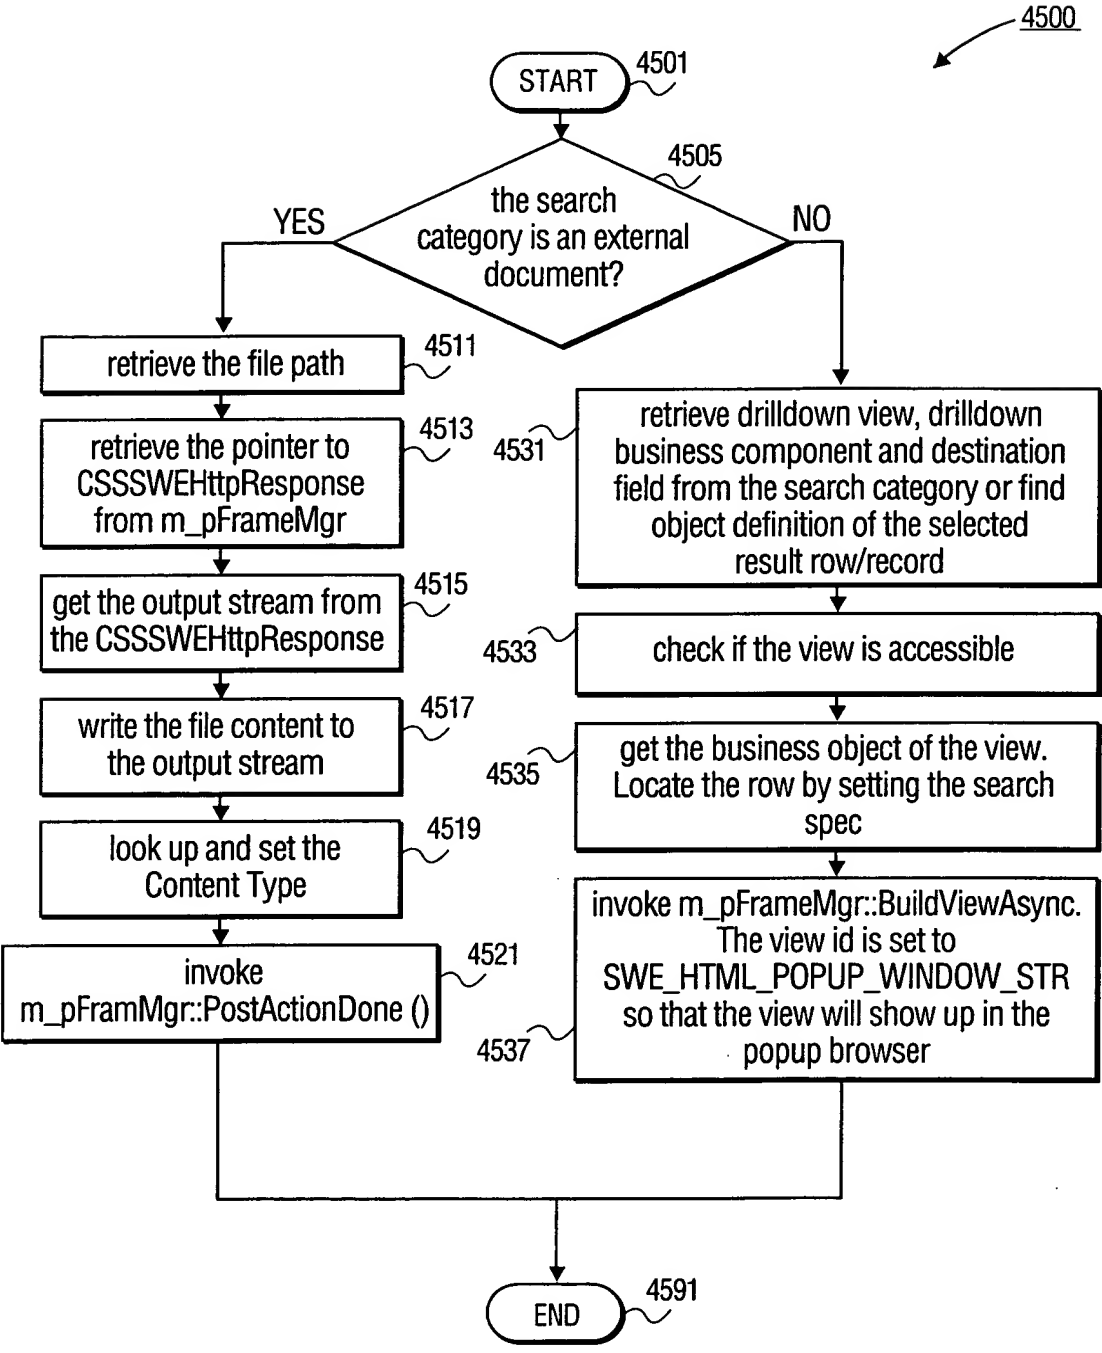 4500
START
4501
4505
the search
category is an external
document?
YES
NO
retrieve the file path
4511
retrieve the pointer to
CSSSWEHttpResponse
from m_pFrameMgr
4513
get the output stream from
the CSSSWEHttpResponse
4515
write the file content to
the output stream
4517
look up and set the
Content Type
4519
invoke
m_pFramMgr::PostActionDone ()
4521
retrieve drilldown view, drilldown
business component and destination
field from the search category or find
object definition of the selected
result row/record
4531
check if the view is accessible
4533
get the business object of the view.
Locate the row by setting the search
spec
4535
invoke m_pFrameMgr::BuildViewAsync.
The view id is set to
SWE_HTML_POPUP_WINDOW_STR
so that the view will show up in the
popup browser
4537
END
4591